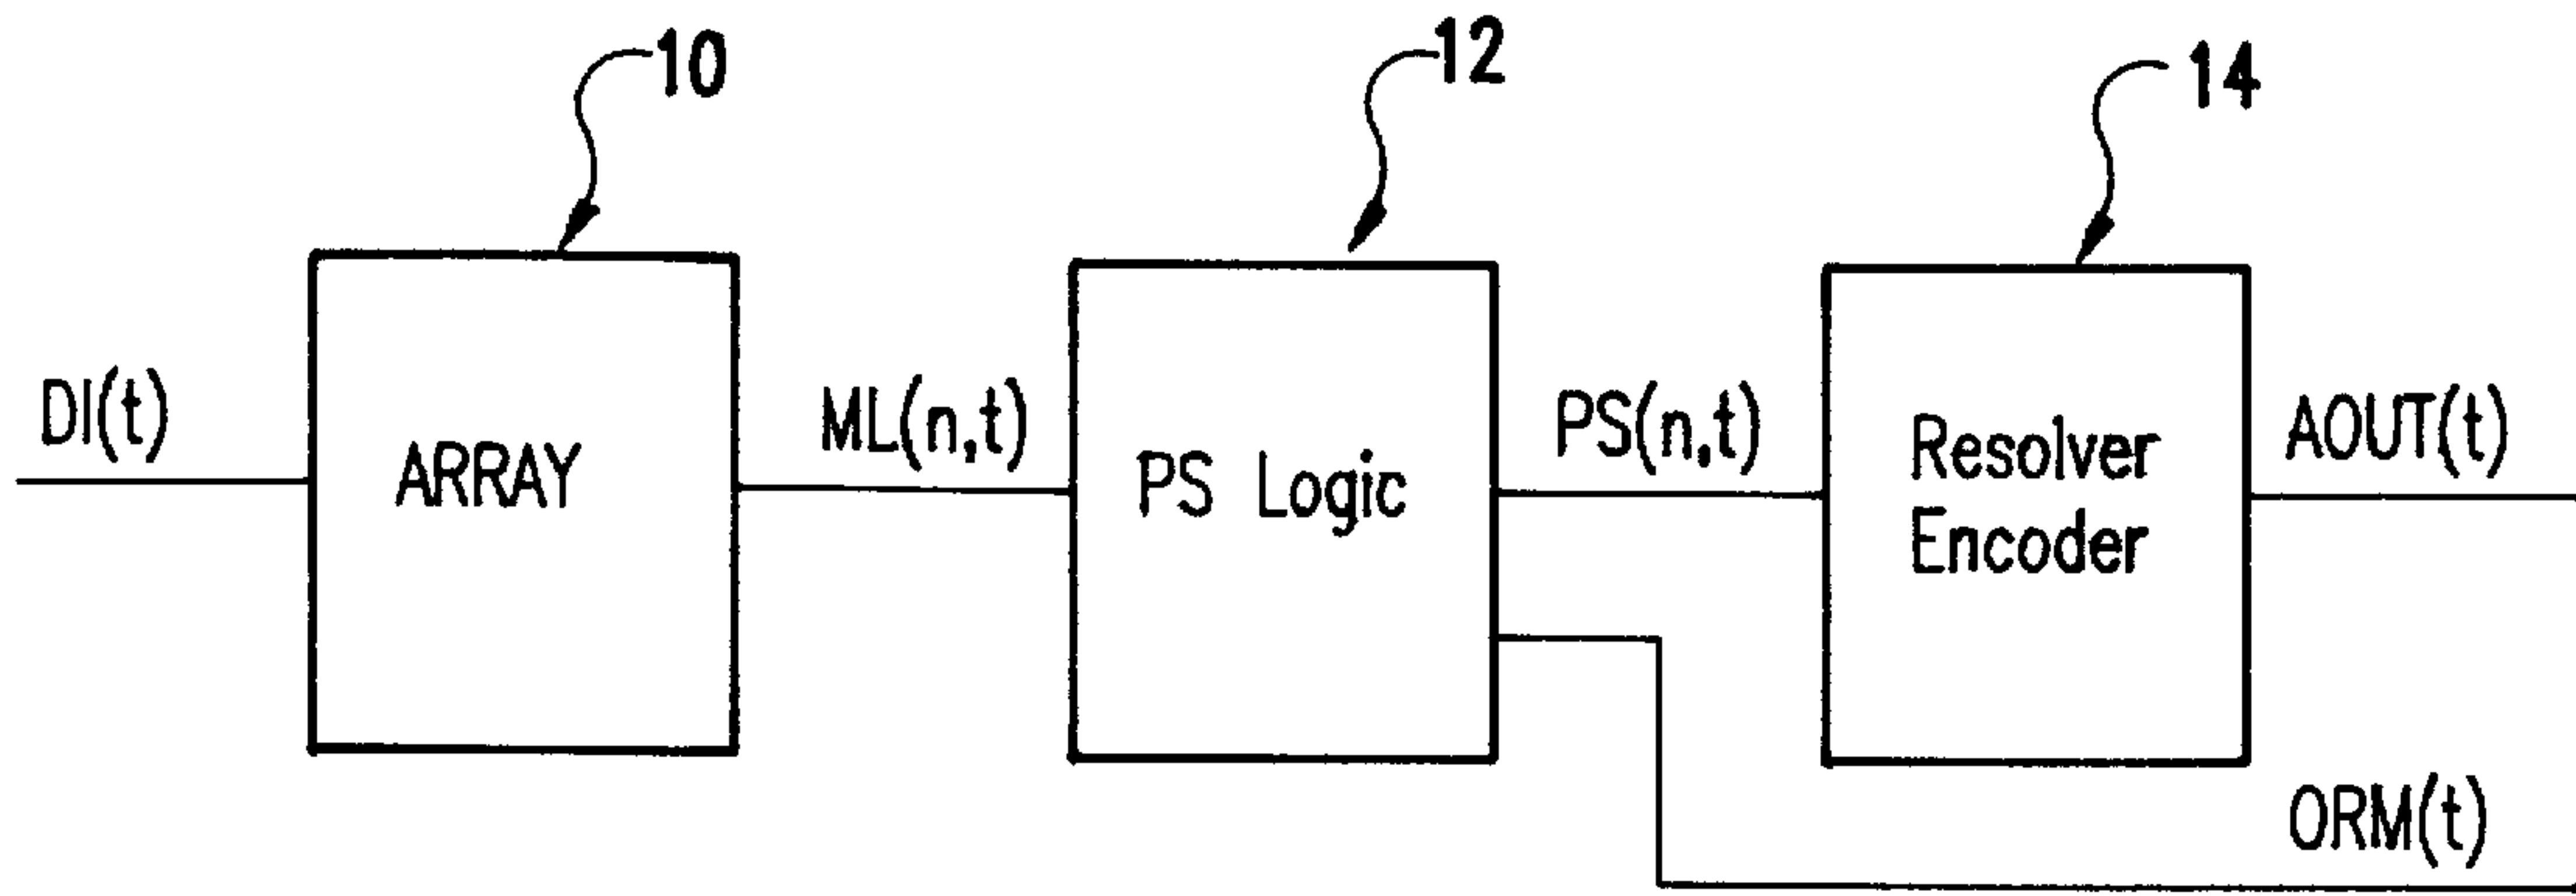 10
12
14
DI(t)
ARRAY
ML(n,t)
PS Logic
PS(n,t)
Resolver
Encoder
AOUT(t)
ORM(t)